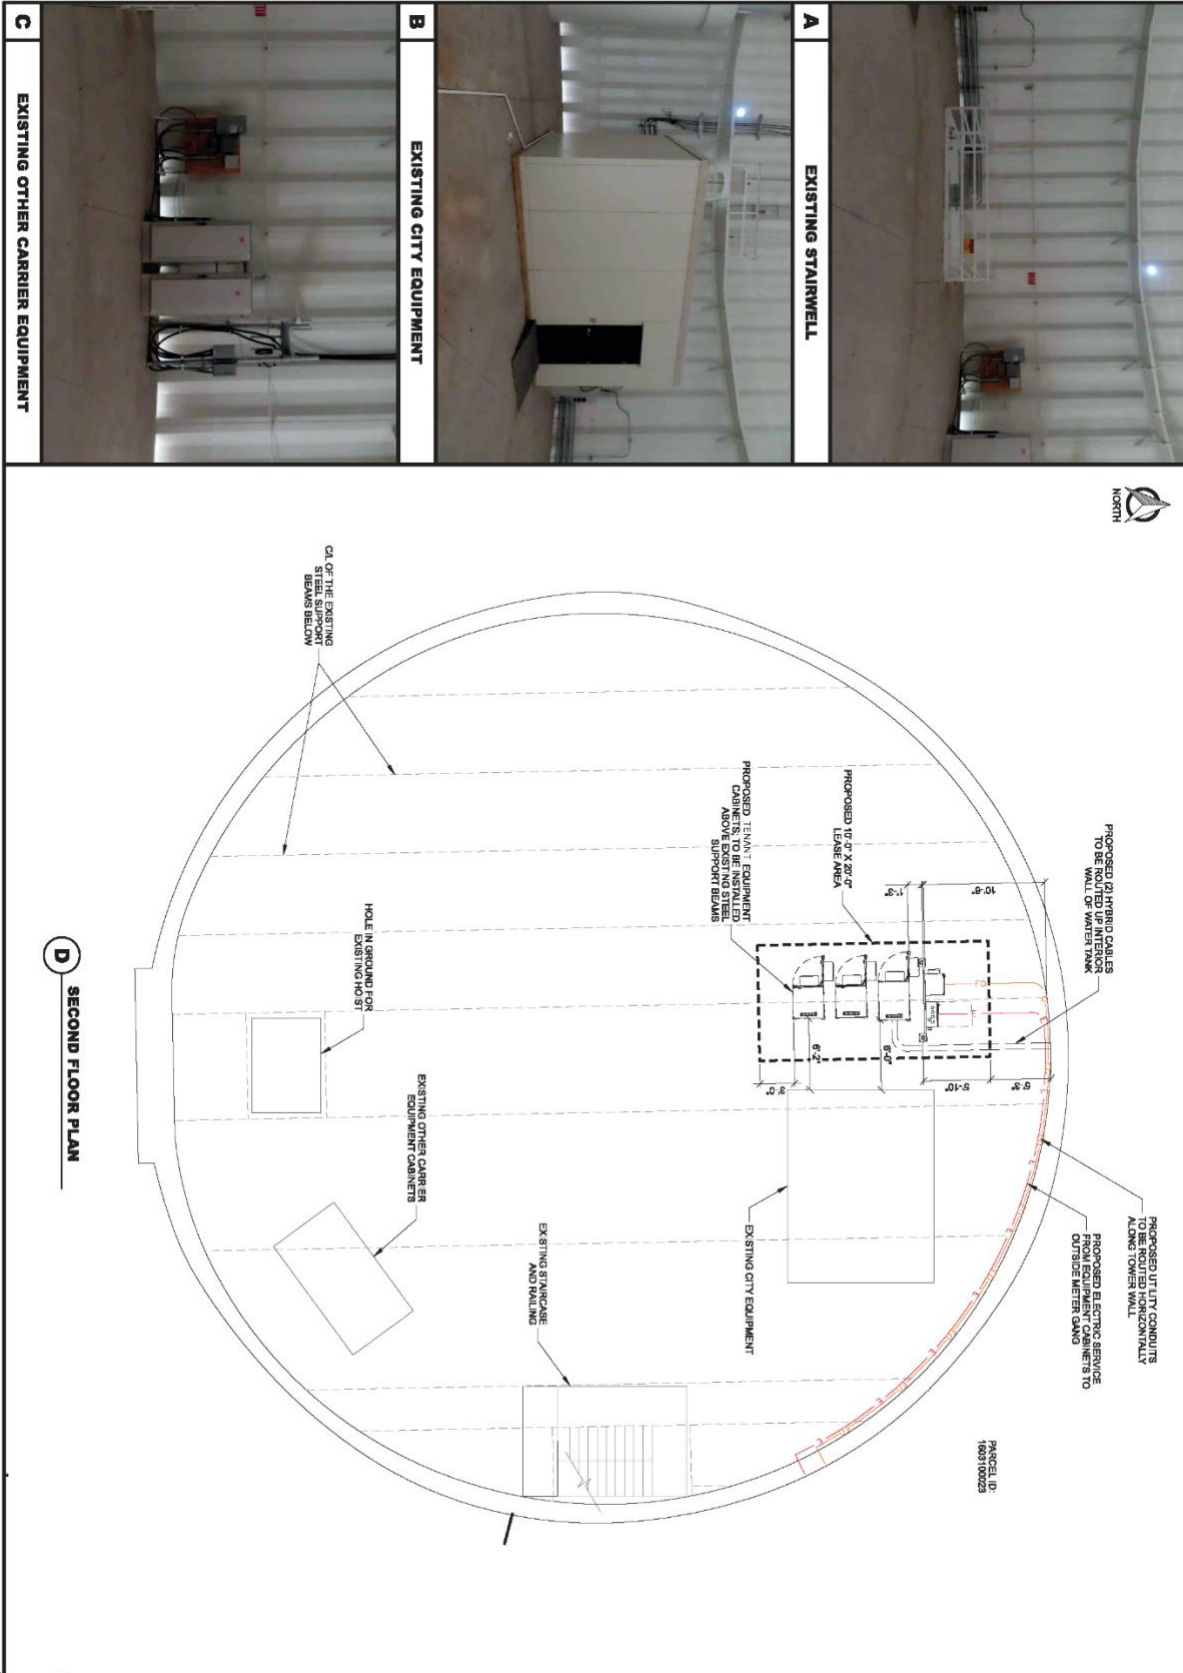 A
EXISTING STAIRWELL
B
EXISTING CITY EQUIPMENT
C
EXISTING OTHER CARRIER EQUIPMENT
NORTH
PROPOSED (2) HYBRID CABLES
TO BE ROUTED UP INTERIOR
WALL OF WATER TANK
PROPOSED UTILITY CONDUITS
TO BE ROUTED HORIZONTALLY
ALONG TOWER WALL
PROPOSED ELECTRIC SERVICE
FROM EQUIPMENT CABINETS TO
OUTSIDE METER GANG
PARCEL ID:
1603100023
PROPOSED 10'-0" X 20'-0"
LEASE AREA
PROPOSED TENANT EQUIPMENT
CABINETS; TO BE INSTALLED
ABOVE EXISTING STEEL
SUPPORT BEAMS
10'-6"
1'-3"
5'-3"
5'-10"
6'-0"
6'-2"
3'-0"
EXISTING CITY EQUIPMENT
EXISTING STAIRCASE
AND RAILING
C/L OF THE EXISTING
STEEL SUPPORT
BEAMS BELOW
HOLE IN GROUND FOR
EXISTING HOIST
EXISTING OTHER CARRIER
EQUIPMENT CABINETS
D
SECOND FLOOR PLAN